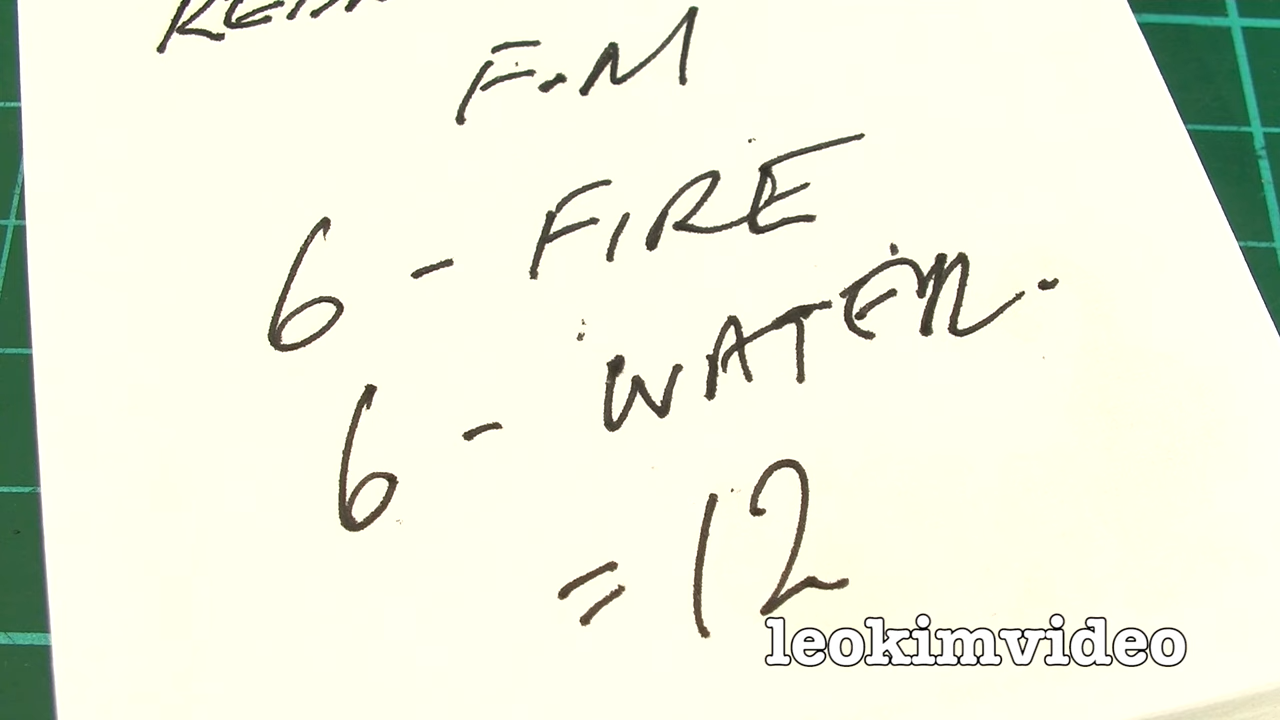 F.M
6 - FIRE
6 - WATER.
= 12
leokimvideo